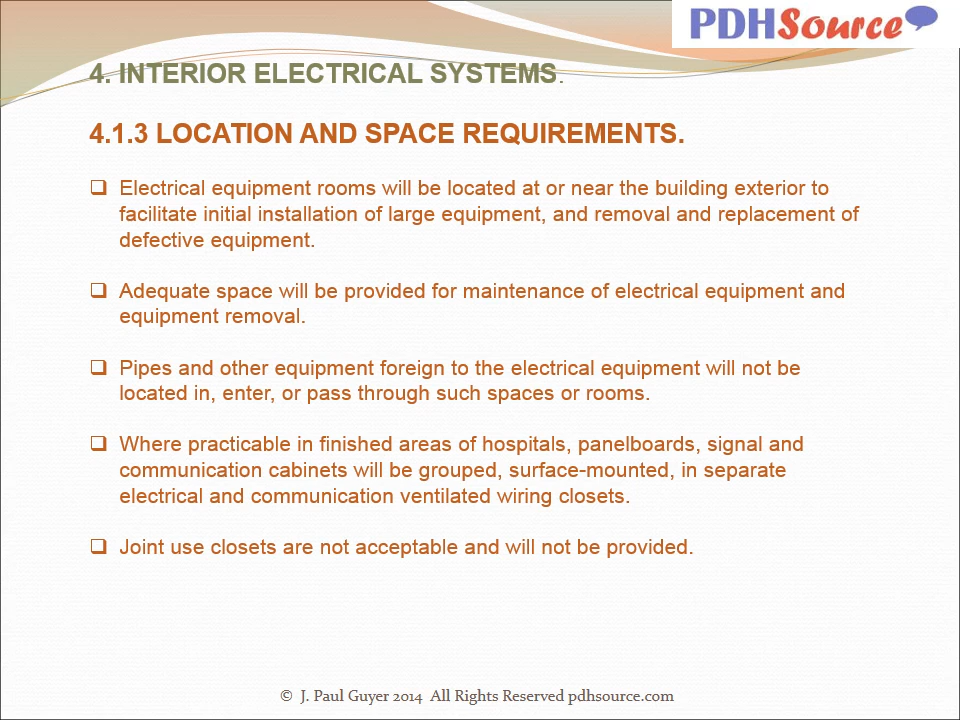 PDHSource
4. INTERIOR ELECTRICAL SYSTEMS.
4.1.3 LOCATION AND SPACE REQUIREMENTS.
Electrical equipment rooms will be located at or near the building exterior to
facilitate initial installation of large equipment, and removal and replacement of
defective equipment.
Adequate space will be provided for maintenance of electrical equipment and
equipment removal.
Pipes and other equipment foreign to the electrical equipment will not be
located in, enter, or pass through such spaces or rooms.
Where practicable in finished areas of hospitals, panelboards, signal and
communication cabinets will be grouped, surface-mounted, in separate
electrical and communication ventilated wiring closets.
Joint use closets are not acceptable and will not be provided.
© J. Paul Guyer 2014 All Rights Reserved pdhsource.com